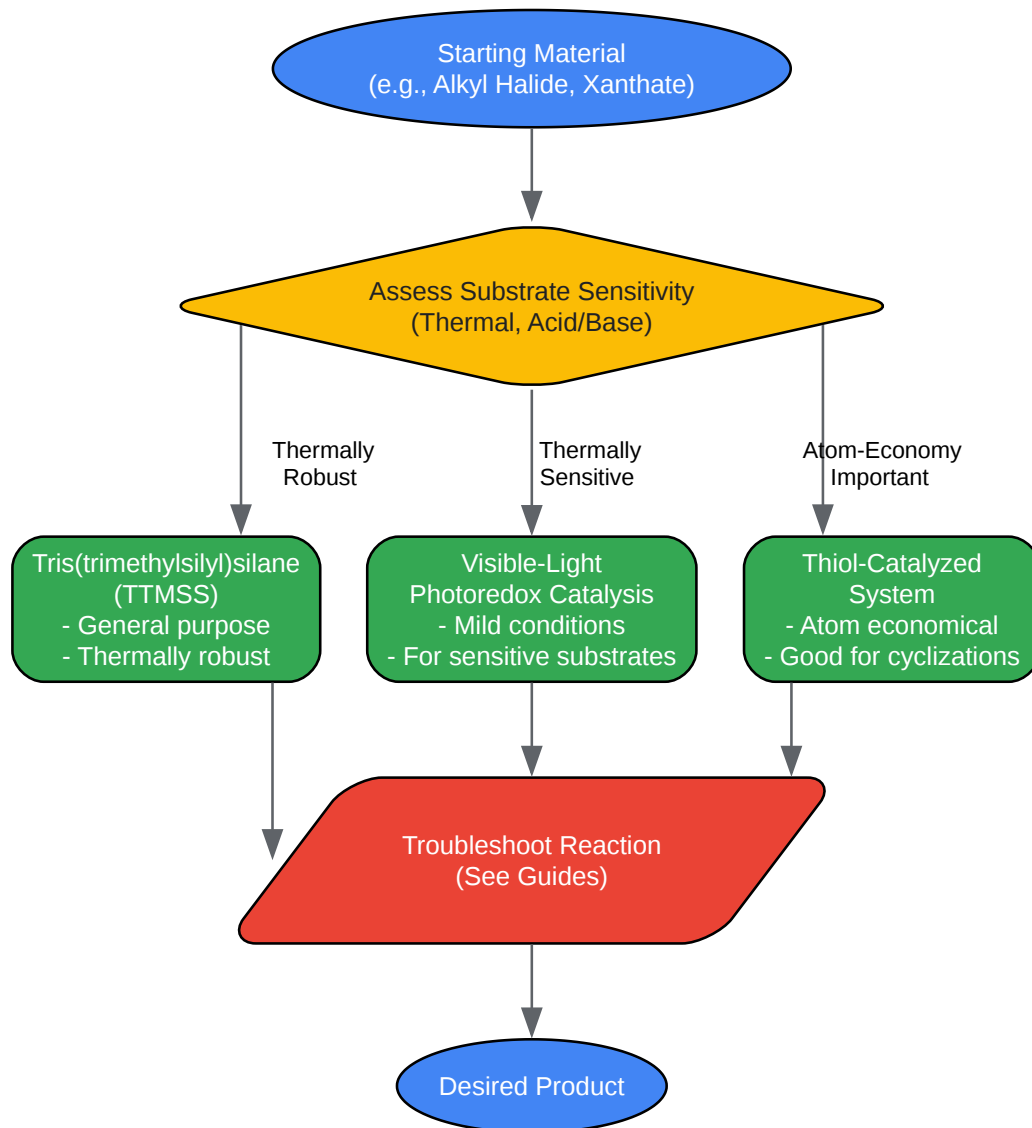 Starting Material
(e.g., Alkyl Halide, Xanthate)
Assess Substrate Sensitivity
(Thermal, Acid/Base)
Thermally
Robust
Thermally
Sensitive
Atom-Economy
Important
Tris(trimethylsilyl)silane
(TTMSS)
- General purpose
- Thermally robust
Visible-Light
Photoredox Catalysis
- Mild conditions
- For sensitive substrates
Thiol-Catalyzed
System
- Atom economical
- Good for cyclizations
Troubleshoot Reaction
(See Guides)
Desired Product